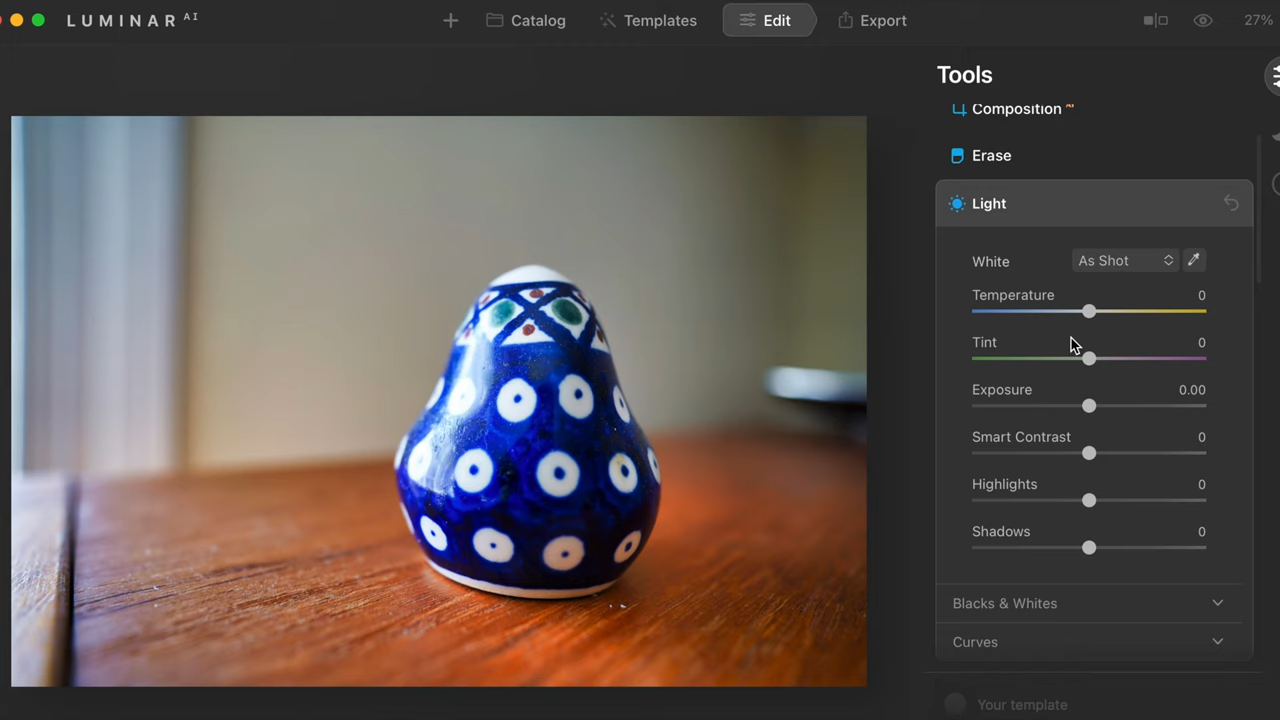 LUMINAR AI
Catalog
Templates
Edit
Export
27%
Tools
Composition AI
Erase
Light
White
As Shot
Temperature 0
Tint 0
Exposure 0.00
Smart Contrast 0
Highlights 0
Shadows 0
Blacks & Whites
Curves
Your template